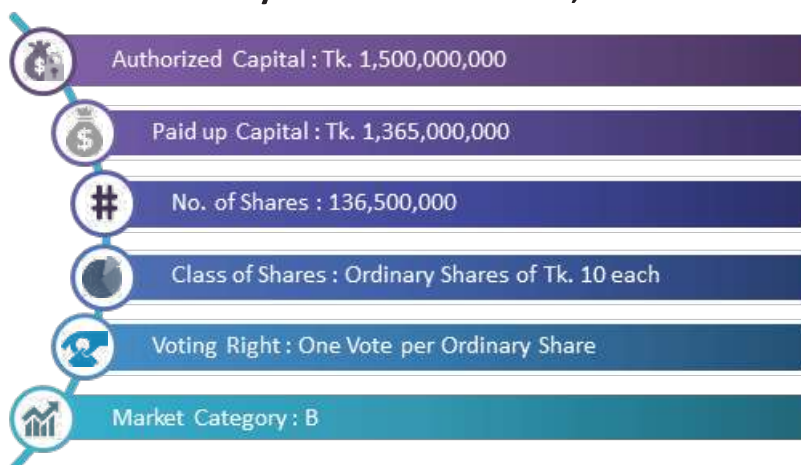 Authorized Capital : Tk. 1,500,000,000
Paid up Capital : Tk. 1,365,000,000
No. of Shares : 136,500,000
Class of Shares : Ordinary Shares of Tk. 10 each
Voting Right : One Vote per Ordinary Share
Market Category : B